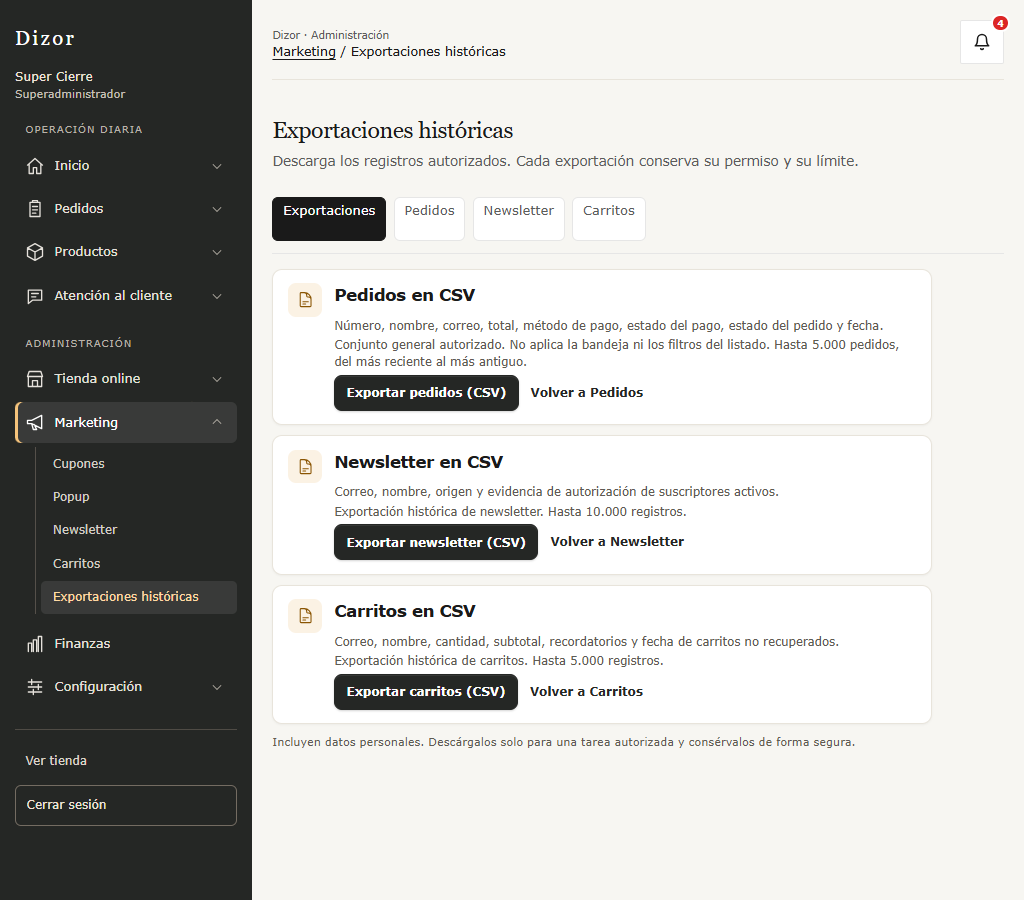 Dizor
Super Cierre
Superadministrador
OPERACIÓN DIARIA
Inicio
Pedidos
Productos
Atención al cliente
ADMINISTRACIÓN
Tienda online
Marketing
Cupones
Popup
Newsletter
Carritos
Exportaciones históricas
Finanzas
Configuración
Ver tienda
Cerrar sesión
Dizor · Administración
Marketing / Exportaciones históricas
4
Exportaciones históricas
Descarga los registros autorizados. Cada exportación conserva su permiso y su límite.
Exportaciones Pedidos Newsletter Carritos
Pedidos en CSV
Número, nombre, correo, total, método de pago, estado del pago, estado del pedido y fecha.
Conjunto general autorizado. No aplica la bandeja ni los filtros del listado. Hasta 5.000 pedidos,
del más reciente al más antiguo.
Exportar pedidos (CSV) Volver a Pedidos
Newsletter en CSV
Correo, nombre, origen y evidencia de autorización de suscriptores activos.
Exportación histórica de newsletter. Hasta 10.000 registros.
Exportar newsletter (CSV) Volver a Newsletter
Carritos en CSV
Correo, nombre, cantidad, subtotal, recordatorios y fecha de carritos no recuperados.
Exportación histórica de carritos. Hasta 5.000 registros.
Exportar carritos (CSV) Volver a Carritos
Incluyen datos personales. Descárgalos solo para una tarea autorizada y consérvalos de forma segura.